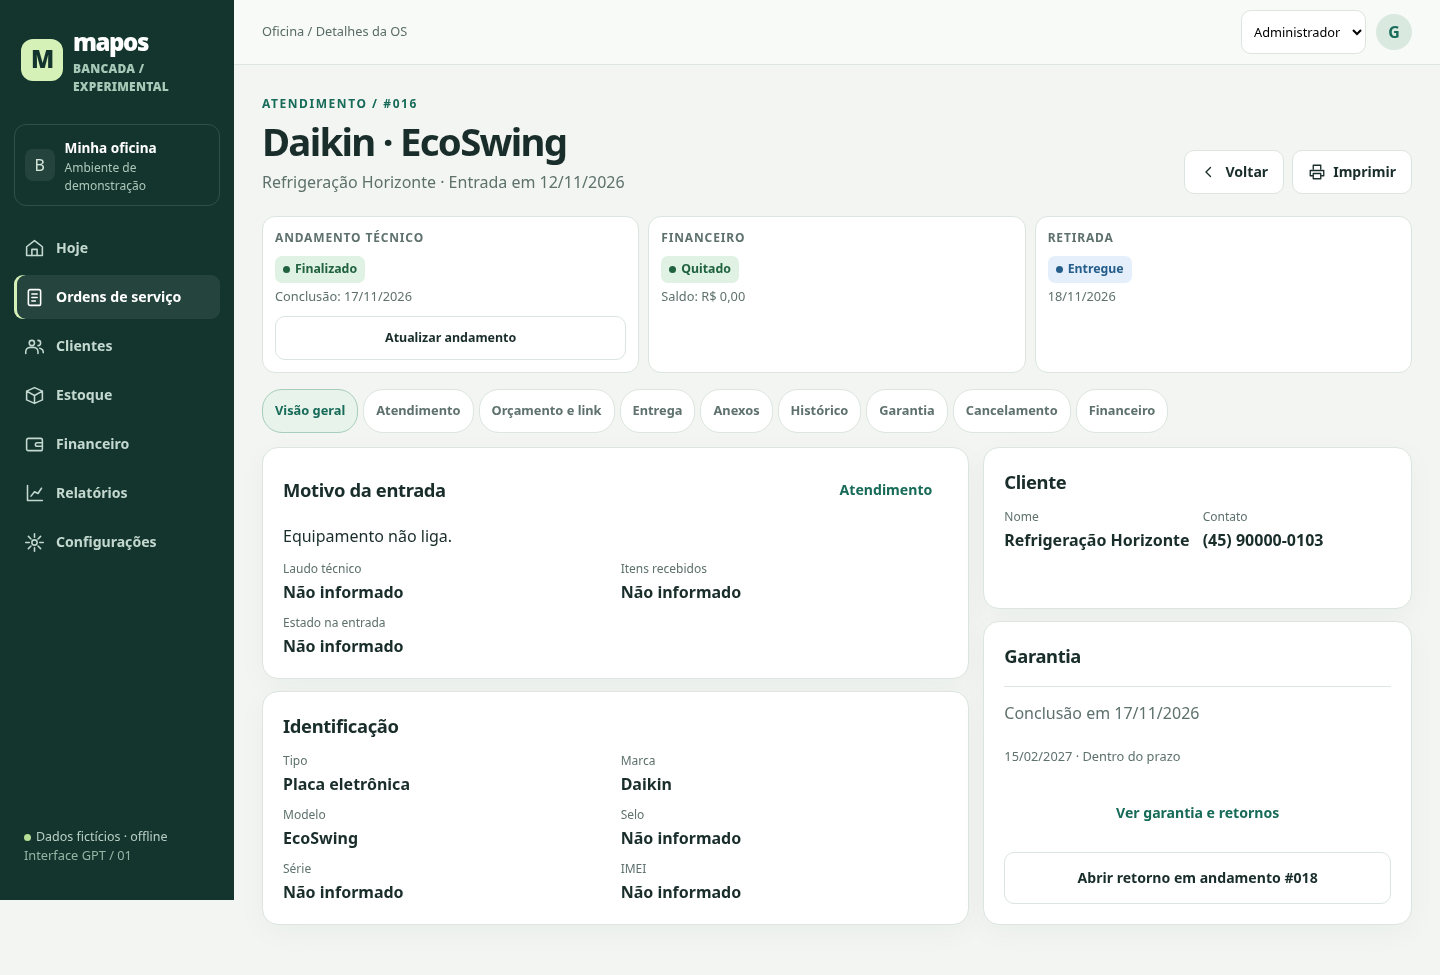 M
mapos
BANCADA /
EXPERIMENTAL
B
Minha oficina
Ambiente de
demonstração
Hoje
Ordens de serviço
Clientes
Estoque
Financeiro
Relatórios
Configurações
Dados fictícios · offline
Interface GPT / 01
Oficina / Detalhes da OS
Administrador
G
ATENDIMENTO / #016
Daikin · EcoSwing
Refrigeração Horizonte · Entrada em 12/11/2026
Voltar
Imprimir
ANDAMENTO TÉCNICO
Finalizado
Conclusão: 17/11/2026
Atualizar andamento
FINANCEIRO
Quitado
Saldo: R$ 0,00
RETIRADA
Entregue
18/11/2026
Visão geral
Atendimento
Orçamento e link
Entrega
Anexos
Histórico
Garantia
Cancelamento
Financeiro
Motivo da entrada
Atendimento
Equipamento não liga.
Laudo técnico
Não informado
Itens recebidos
Não informado
Estado na entrada
Não informado
Identificação
Tipo
Placa eletrônica
Marca
Daikin
Modelo
EcoSwing
Selo
Não informado
Série
Não informado
IMEI
Não informado
Cliente
Nome
Refrigeração Horizonte
Contato
(45) 90000-0103
Garantia
Conclusão em 17/11/2026
15/02/2027 · Dentro do prazo
Ver garantia e retornos
Abrir retorno em andamento #018